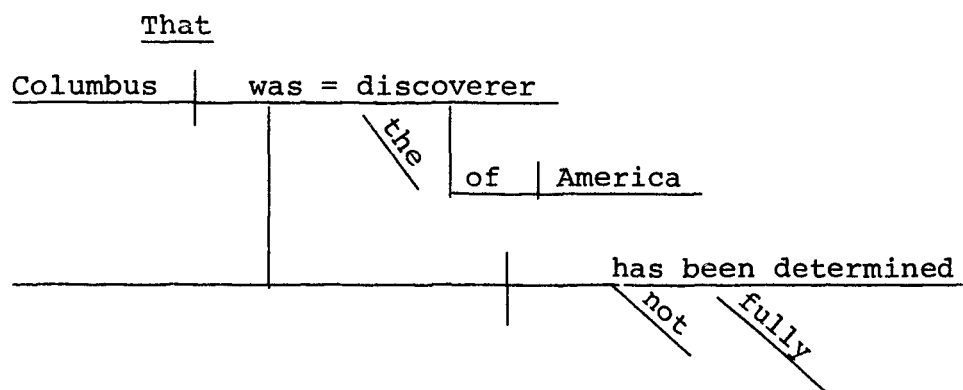 That
Columbus was = discoverer
the
of America
has been determined
not fully